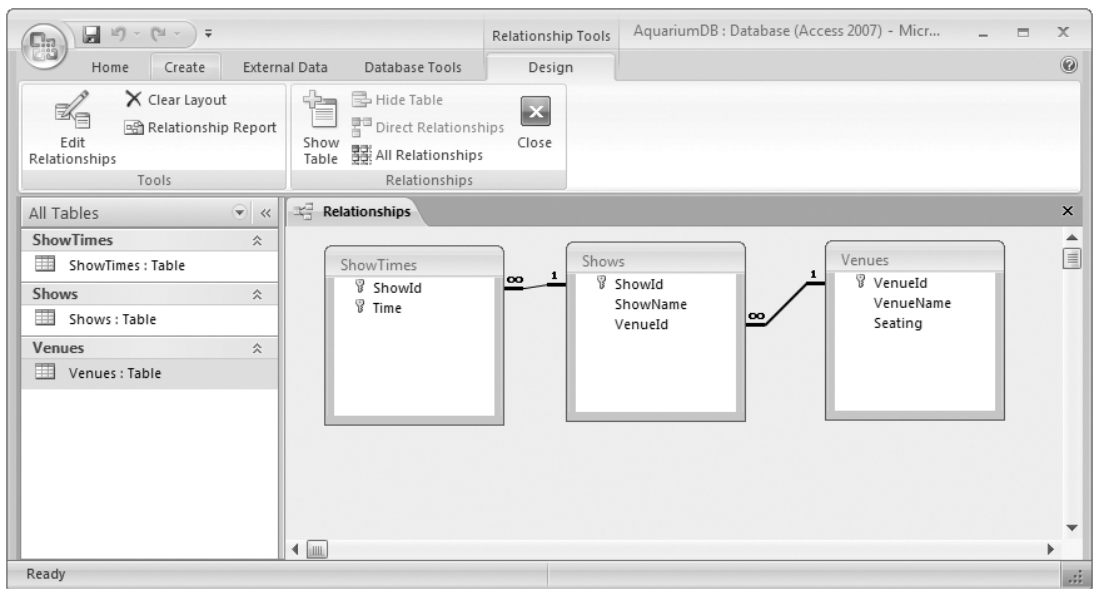 Relationship Tools AquariumDB : Database (Access 2007) - Micr...
Home Create External Data Database Tools Design
Edit Relationships
Clear Layout
Relationship Report
Tools
Show Table
Hide Table
Direct Relationships
All Relationships
Close
Relationships
All Tables
ShowTimes
ShowTimes : Table
Shows
Shows : Table
Venues
Venues : Table
Relationships
ShowTimes
ShowId
Time
∞ 1
Shows
ShowId
ShowName
VenueId
∞ 1
Venues
VenueId
VenueName
Seating
Ready